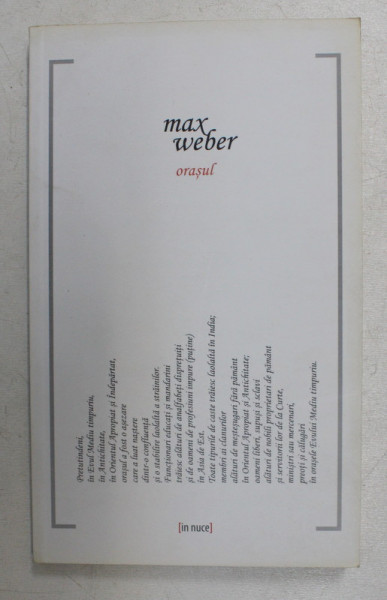 max
weber
orașul
Pretutindeni,
în Evul Mediu timpuriu,
în Antichitate,
în Orientul Apropiat și Îndepărtat,
orașul a fost o așezare
care a luat naștere
dintr-o confluență
și o stabilire laolaltă a străinilor.
Funcționari educați și mandarini
trăiesc alături de analfabeți disprețuiți
și de oameni de profesiuni impure (puține)
în Asia de Est.
Toate tipurile de caste trăiesc laolaltă în India;
membri ai clanurilor
alături de meșteșugari fără pământ
în Orientul Apropiat și Antichitate;
oameni liberi, supuși și sclavi
alături de nobili proprietari de pământ
și servitorii lor de la Curte,
miniștri sau mercenari,
preoți și călugări
în orașele Evului Mediu timpuriu.
[in nuce]